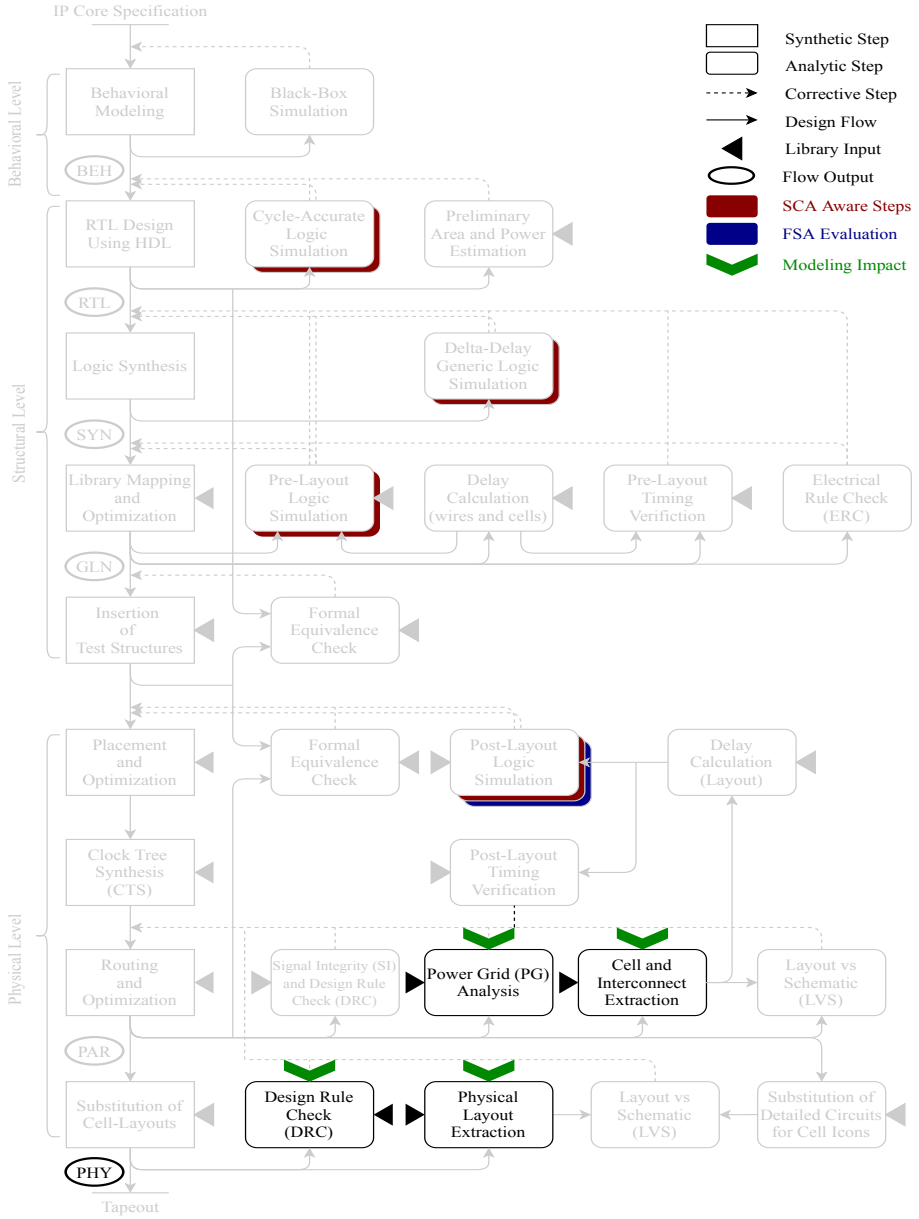 IP Core Specification
Synthetic Step
Analytic Step
Corrective Step
Design Flow
Library Input
Flow Output
SCA Aware Steps
FSA Evaluation
Modeling Impact
Behavioral Level
Behavioral
Modeling
Black-Box
Simulation
BEH
Structural Level
RTL Design
Using HDL
Cycle-Accurate
Logic
Simulation
Preliminary
Area and Power
Estimation
RTL
Logic Synthesis
Delta-Delay
Generic Logic
Simulation
SYN
Library Mapping
and
Optimization
Pre-Layout
Logic
Simulation
Delay
Calculation
(wires and cells)
Pre-Layout
Timing
Verifiction
Electrical
Rule Check
(ERC)
GLN
Insertion
of
Test Structures
Formal
Equivalence
Check
Physical Level
Placement
and
Optimization
Formal
Equivalence
Check
Post-Layout
Logic
Simulation
Delay
Calculation
(Layout)
Clock Tree
Synthesis
(CTS)
Post-Layout
Timing
Verification
Routing
and
Optimization
Signal Integrity (SI)
and Design Rule
Check (DRC)
Power Grid (PG)
Analysis
Cell and
Interconnect
Extraction
Layout vs
Schematic
(LVS)
PAR
Substitution of
Cell-Layouts
Design Rule
Check
(DRC)
Physical
Layout
Extraction
Layout vs
Schematic
(LVS)
Substitution of
Detailed Circuits
for Cell Icons
PHY
Tapeout